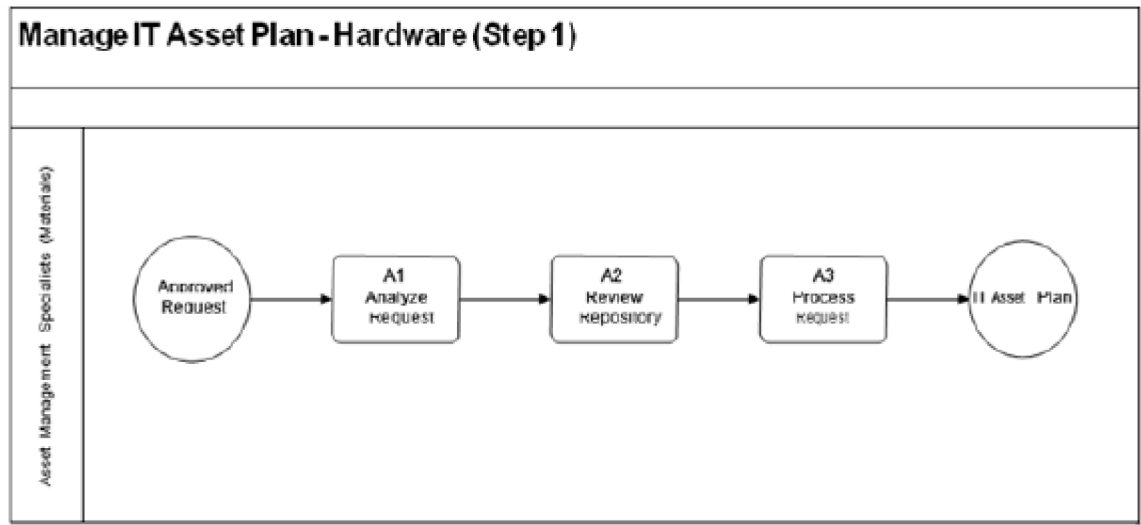 Manage IT Asset Plan - Hardware (Step 1)
Asset Management Specialists (Materials)
Approved
Request
A1
Analyze
Request
A2
Review
Repository
A3
Process
Request
IT Asset Plan